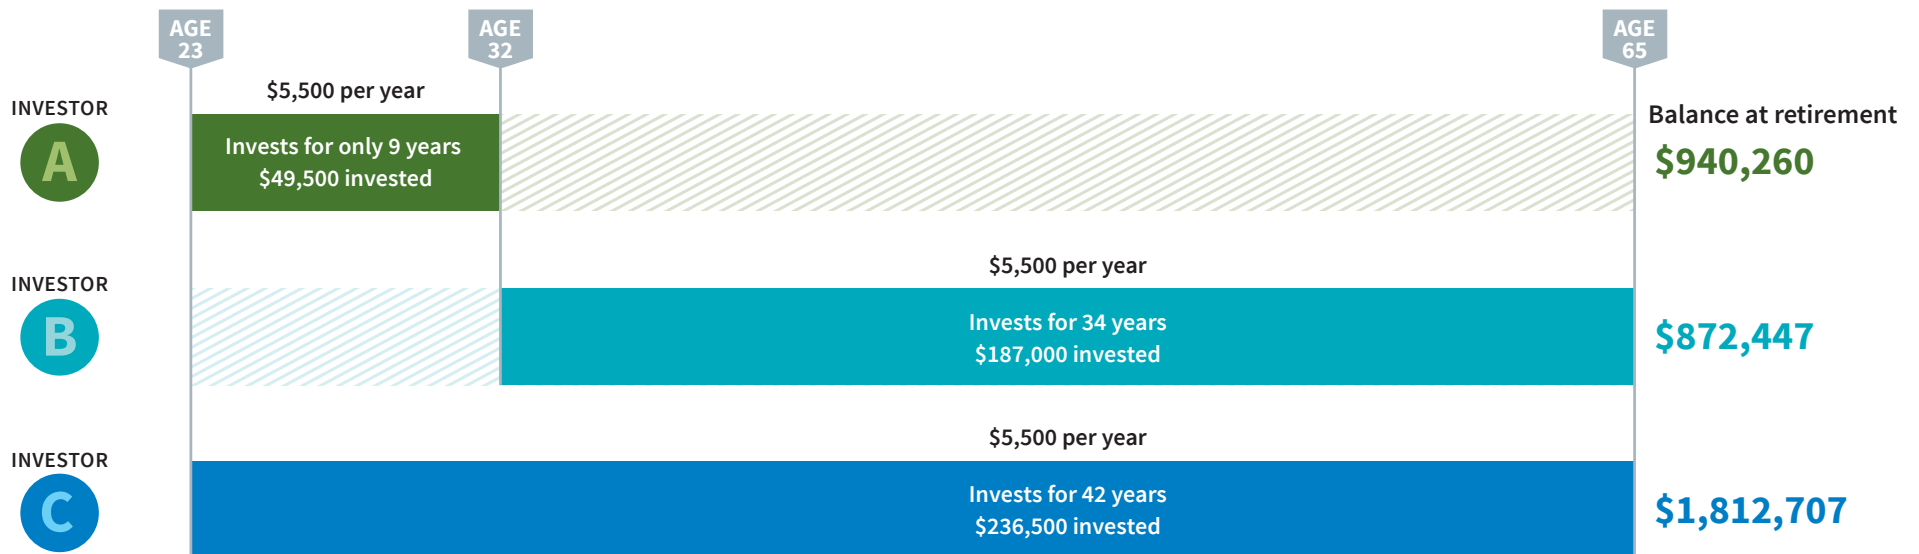 AGE
23
AGE
32
AGE
65
$5,500 per year
INVESTOR
A
Invests for only 9 years
$49,500 invested
Balance at retirement
$940,260
$5,500 per year
INVESTOR
B
Invests for 34 years
$187,000 invested
$872,447
$5,500 per year
INVESTOR
C
Invests for 42 years
$236,500 invested
$1,812,707